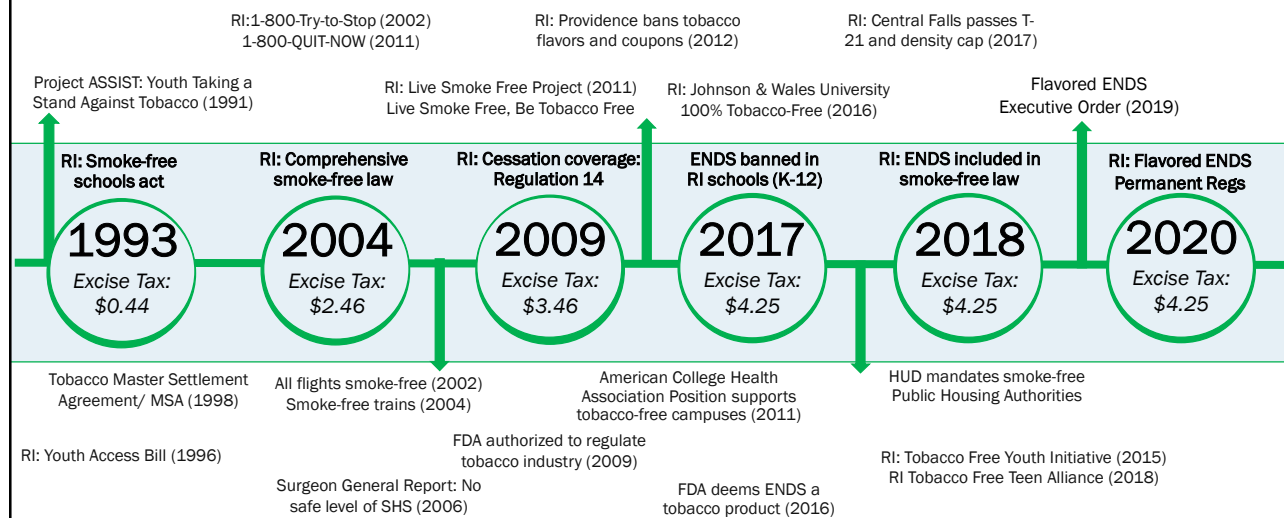 RI:1-800-Try-to-Stop (2002)
1-800-QUIT-NOW (2011)
RI: Providence bans tobacco
flavors and coupons (2012)
RI: Central Falls passes T-
21 and density cap (2017)
Project ASSIST: Youth Taking a
Stand Against Tobacco (1991)
RI: Live Smoke Free Project (2011)
Live Smoke Free, Be Tobacco Free
RI: Johnson & Wales University
100% Tobacco-Free (2016)
Flavored ENDS
Executive Order (2019)
RI: Smoke-free
schools act
1993
Excise Tax:
$0.44
RI: Comprehensive
smoke-free law
2004
Excise Tax:
$2.46
RI: Cessation coverage:
Regulation 14
2009
Excise Tax:
$3.46
ENDS banned in
RI schools (K-12)
2017
Excise Tax:
$4.25
RI: ENDS included in
smoke-free law
2018
Excise Tax:
$4.25
RI: Flavored ENDS
Permanent Regs
2020
Excise Tax:
$4.25
Tobacco Master Settlement
Agreement/ MSA (1998)
All flights smoke-free (2002)
Smoke-free trains (2004)
American College Health
Association Position supports
tobacco-free campuses (2011)
HUD mandates smoke-free
Public Housing Authorities
RI: Youth Access Bill (1996)
FDA authorized to regulate
tobacco industry (2009)
RI: Tobacco Free Youth Initiative (2015)
RI Tobacco Free Teen Alliance (2018)
Surgeon General Report: No
safe level of SHS (2006)
FDA deems ENDS a
tobacco product (2016)